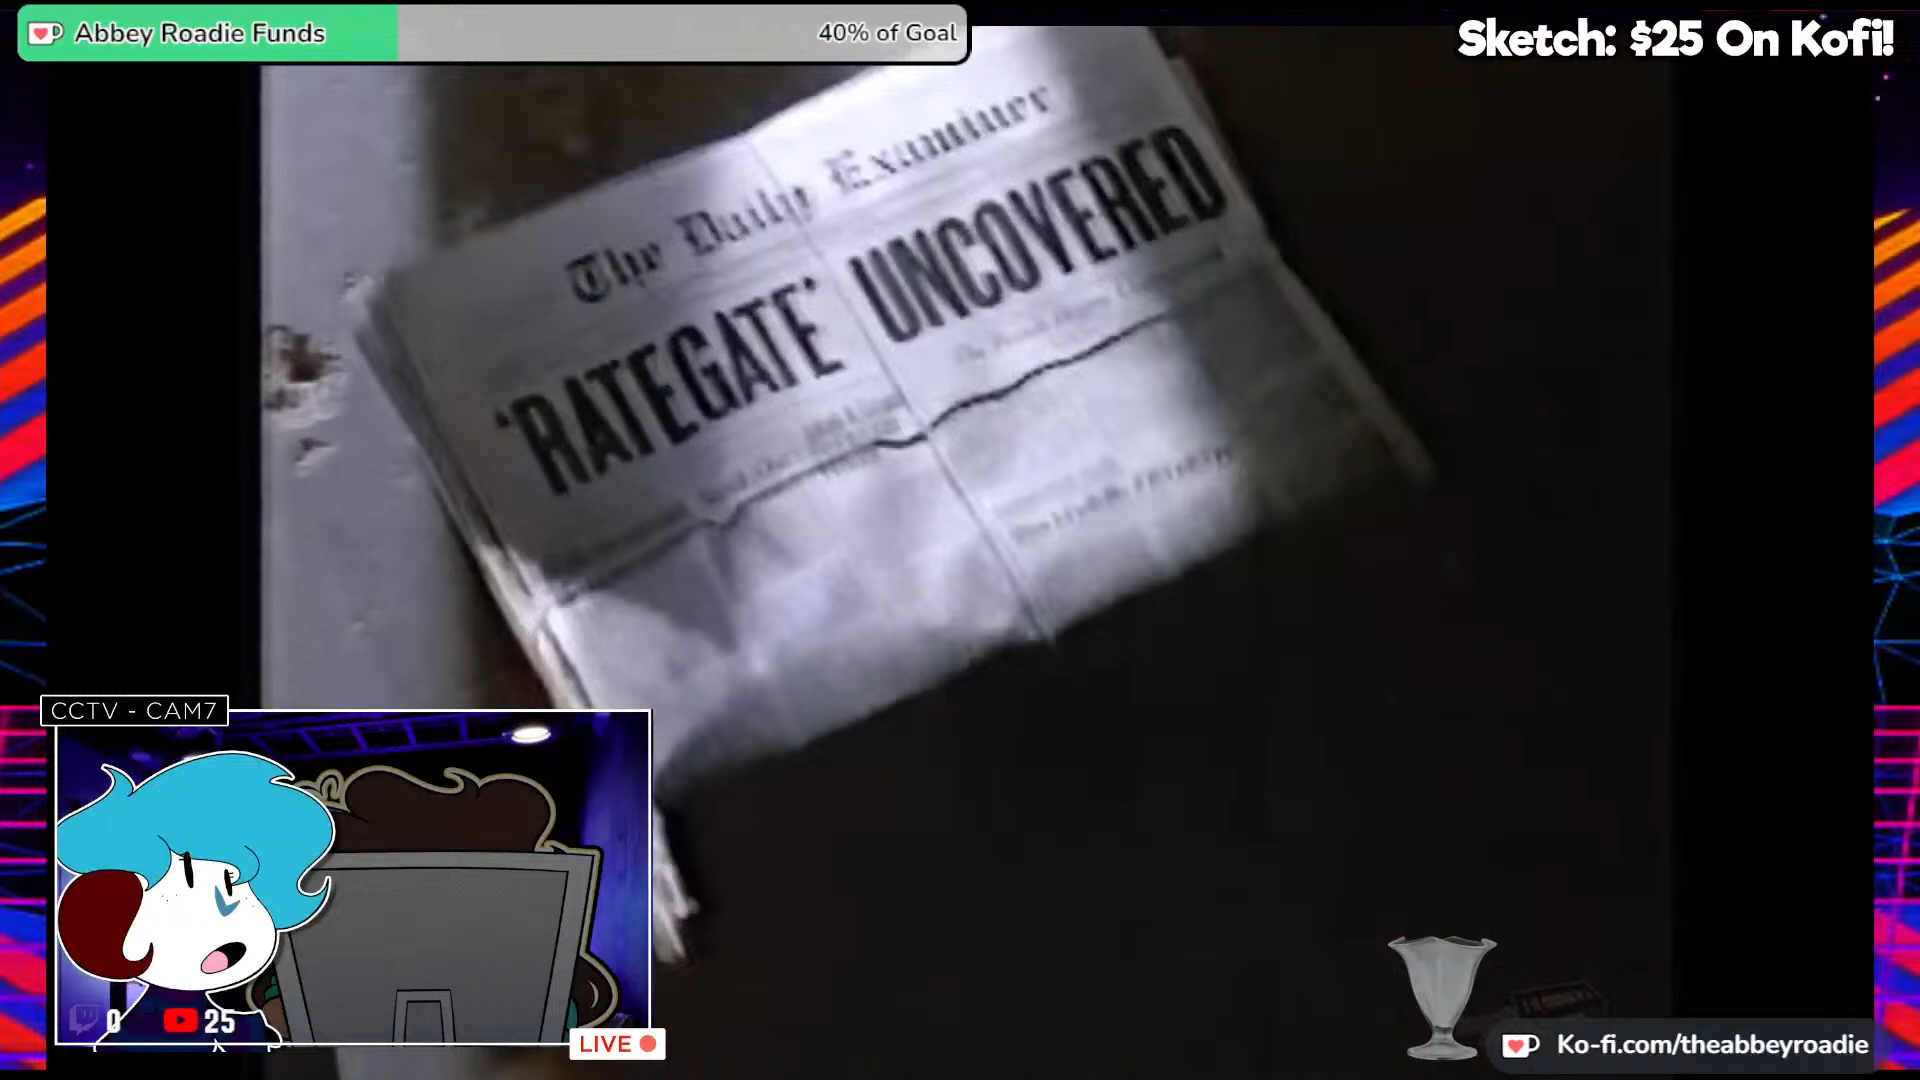 Abbey Roadie Funds
40% of Goal
Sketch: $25 On Kofi!
The Daily Examiner
'RATEGATE' UNCOVERED
CCTV - CAM7
0
25
LIVE
Ko-fi.com/theabbeyroadie